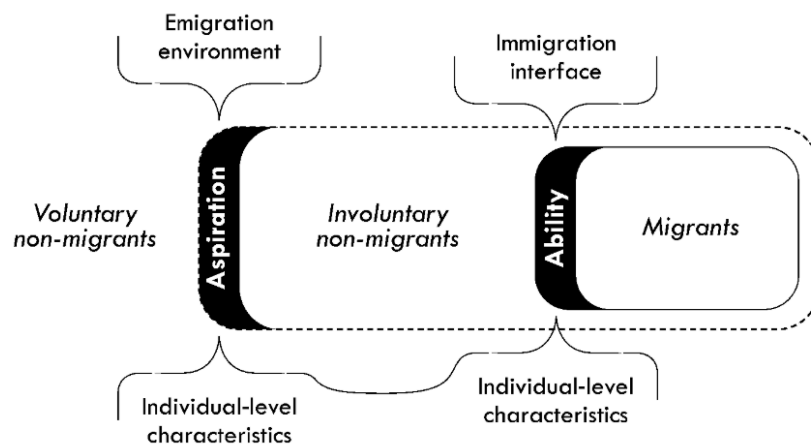 Emigration
environment
Immigration
interface
Voluntary
non-migrants
Aspiration
Involuntary
non-migrants
Ability
Migrants
Individual-level
characteristics
Individual-level
characteristics